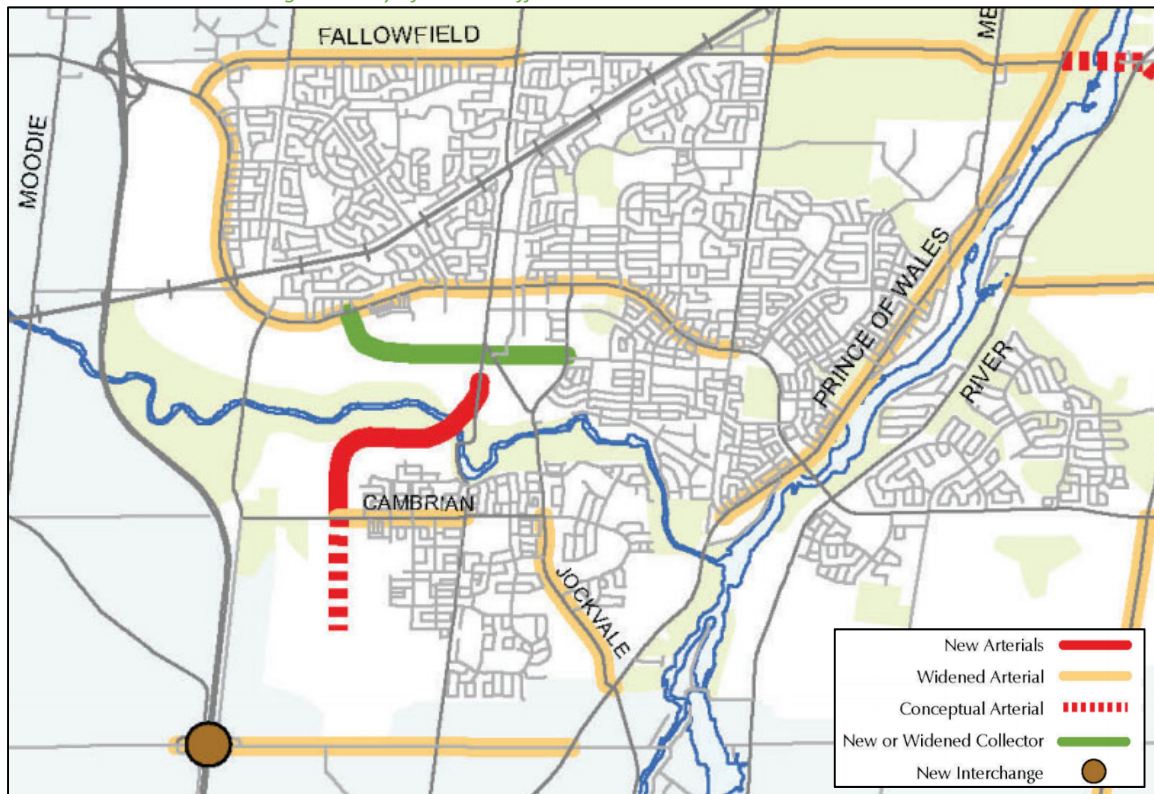 FALLOWFIELD
ME
MOODIE
PRINCE OF WALES
RIVER
CAMBRIAN
JOCKVALE
New Arterials
Widened Arterial
Conceptual Arterial
New or Widened Collector
New Interchange